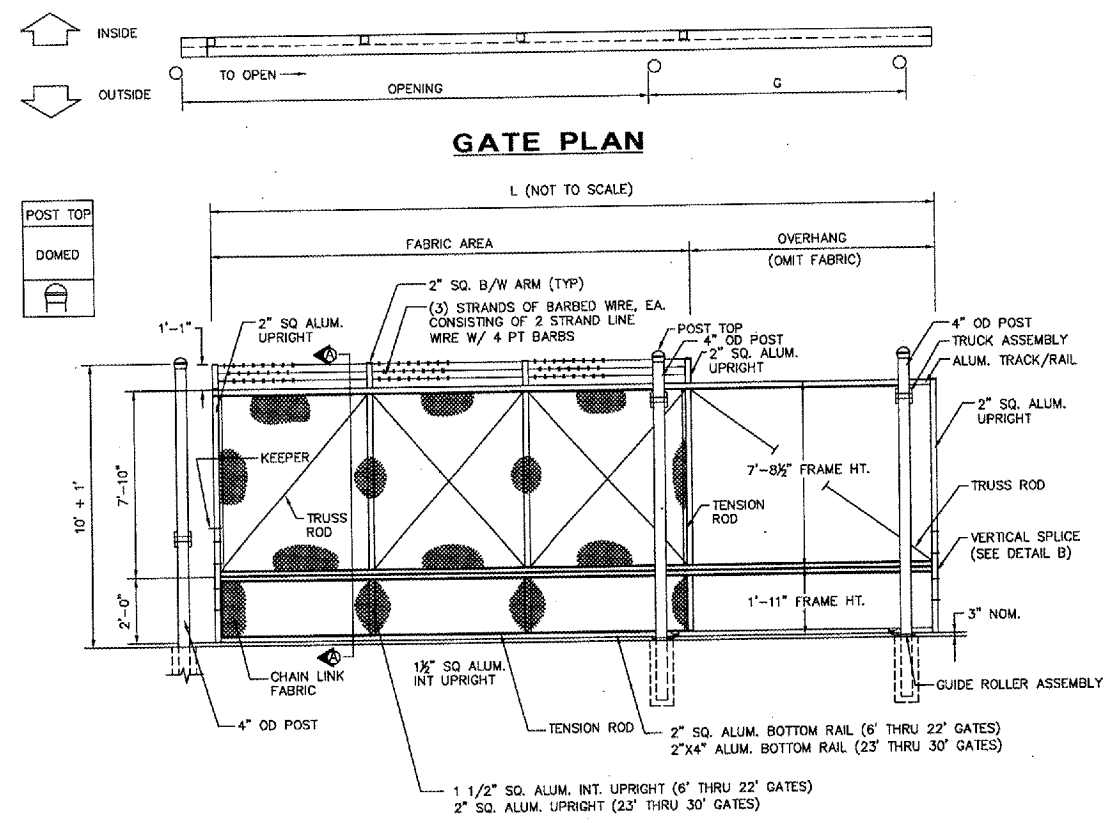 INSIDE
OUTSIDE
TO OPEN
OPENING
G
GATE PLAN
L (NOT TO SCALE)
POST TOP
DOMED
FABRIC AREA
OVERHANG
(OMIT FABRIC)
2" SQ. B/W ARM (TYP)
(3) STRANDS OF BARBED WIRE, EA.
CONSISTING OF 2 STRAND LINE
WIRE W/ 4 PT BARBS
1'-1"
2" SQ ALUM.
UPRIGHT
A
POST TOP
4" OD POST
2" SQ. ALUM.
UPRIGHT
4" OD POST
TRUCK ASSEMBLY
ALUM. TRACK/RAIL
2" SQ. ALUM.
UPRIGHT
10' + 1'
7'-10"
KEEPER
TRUSS
ROD
7'-8½" FRAME HT.
TENSION
ROD
TRUSS ROD
VERTICAL SPLICE
(SEE DETAIL B)
2'-0"
1'-11" FRAME HT.
3" NOM.
A
CHAIN LINK
FABRIC
1½" SQ ALUM.
INT UPRIGHT
GUIDE ROLLER ASSEMBLY
4" OD POST
TENSION ROD
2" SQ. ALUM. BOTTOM RAIL (6' THRU 22' GATES)
2"X4" ALUM. BOTTOM RAIL (23' THRU 30' GATES)
1 1/2" SQ. ALUM. INT. UPRIGHT (6' THRU 22' GATES)
2" SQ. ALUM. UPRIGHT (23' THRU 30' GATES)